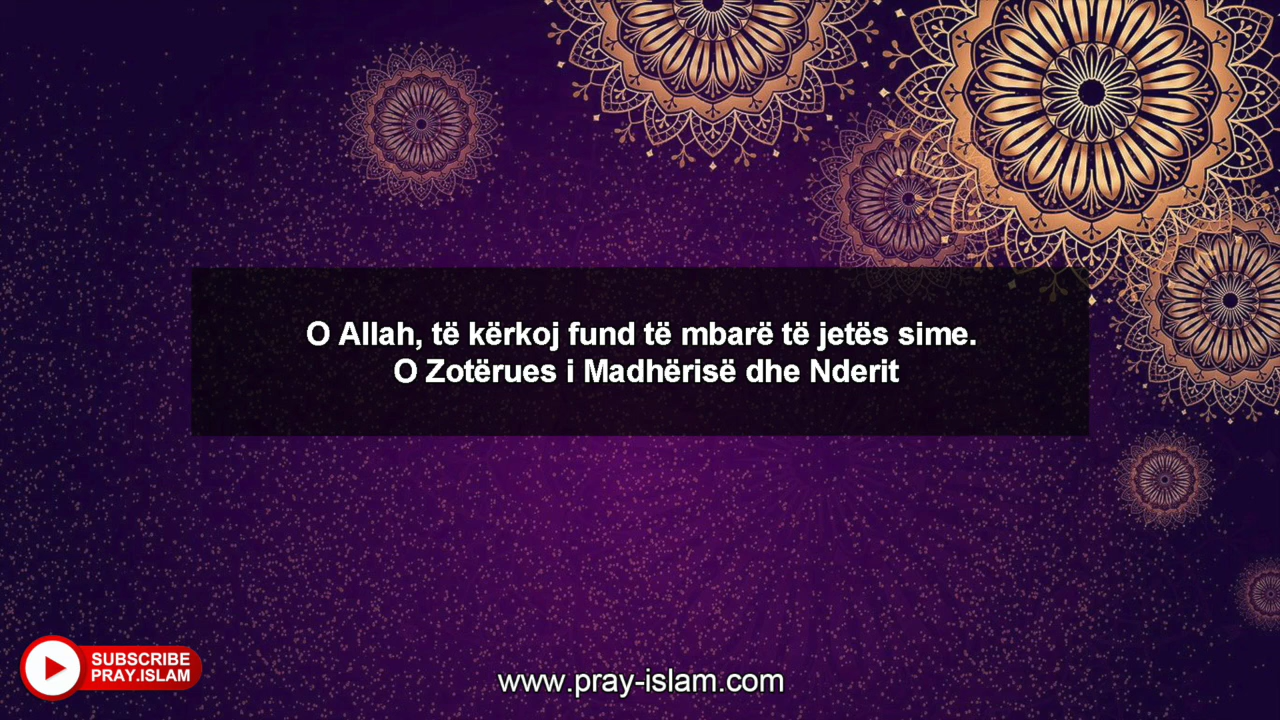 O Allah, të kërkoj fund të mbarë të jetës sime.
O Zotërues i Madhërisë dhe Nderit
SUBSCRIBE
PRAY.ISLAM
www.pray-islam.com